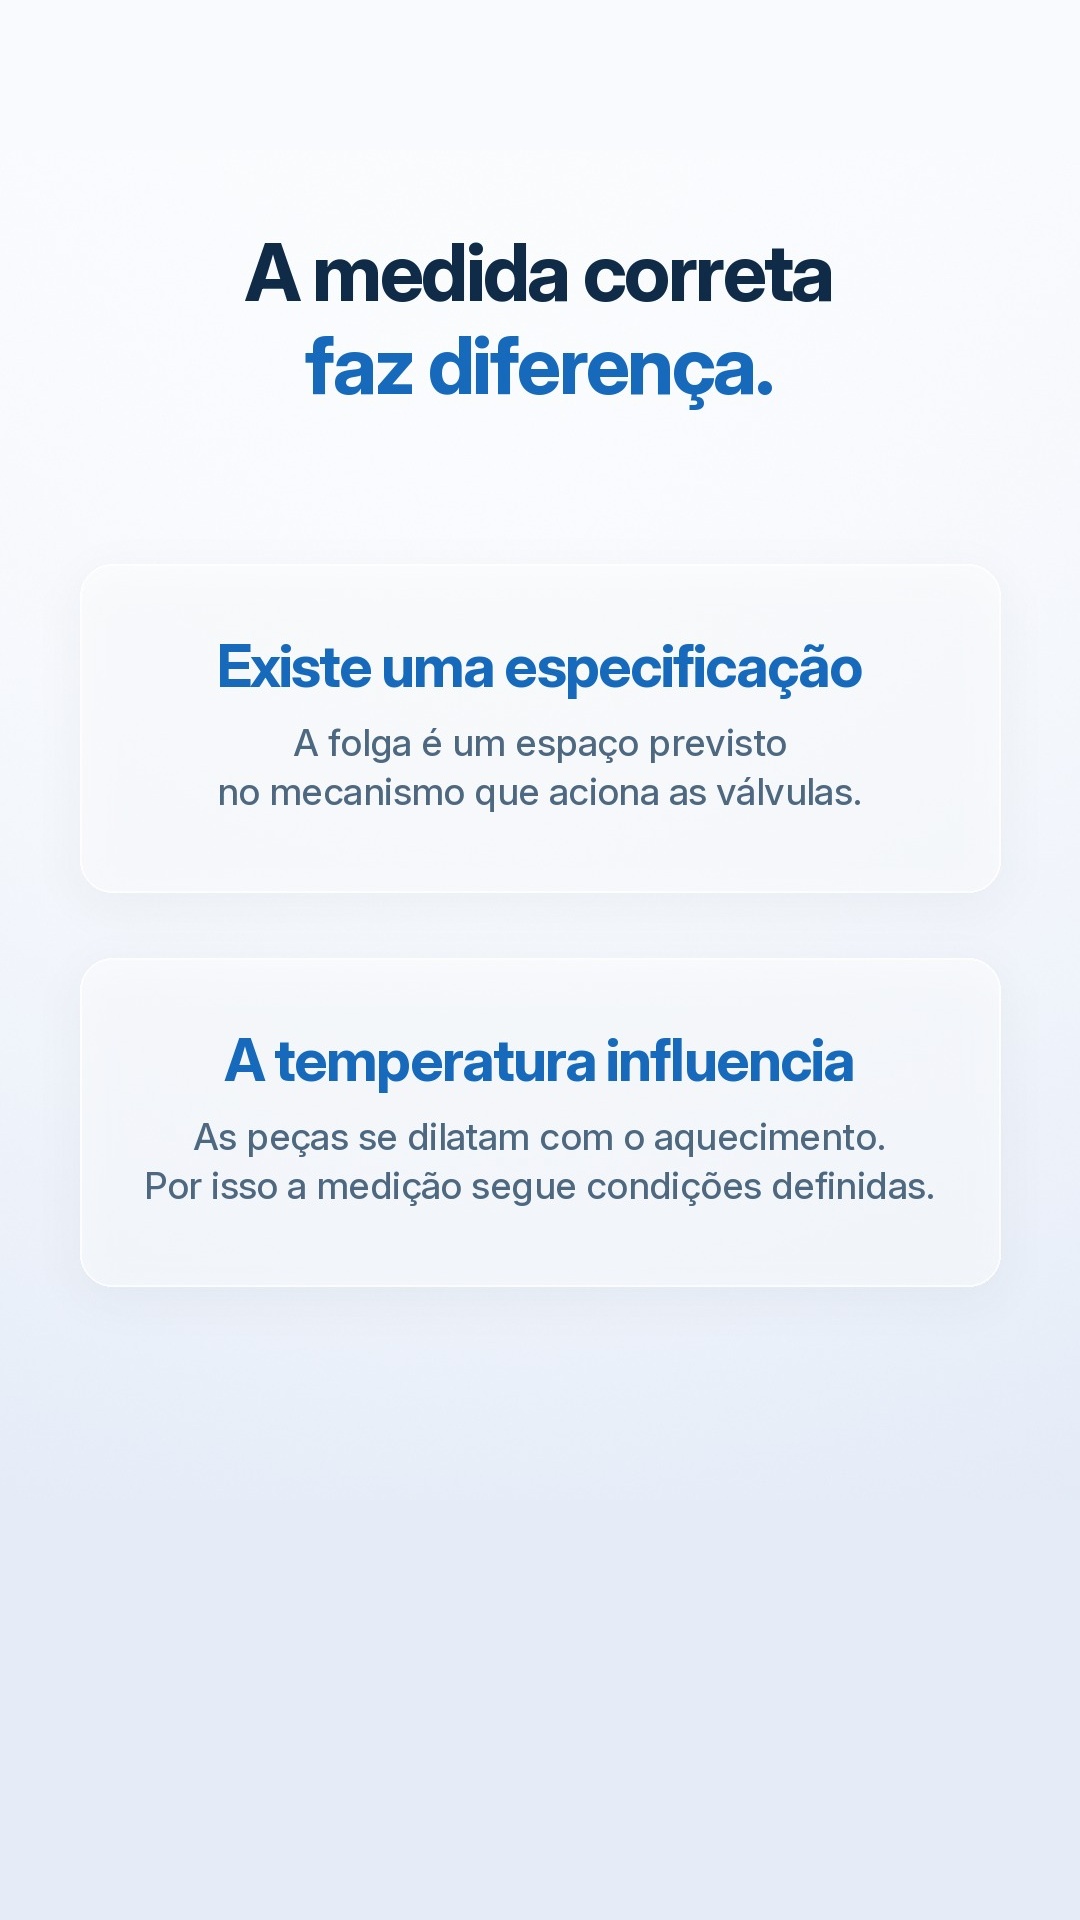 A medida correta
faz diferença.
Existe uma especificação
A folga é um espaço previsto
no mecanismo que aciona as válvulas.
A temperatura influencia
As peças se dilatam com o aquecimento.
Por isso a medição segue condições definidas.